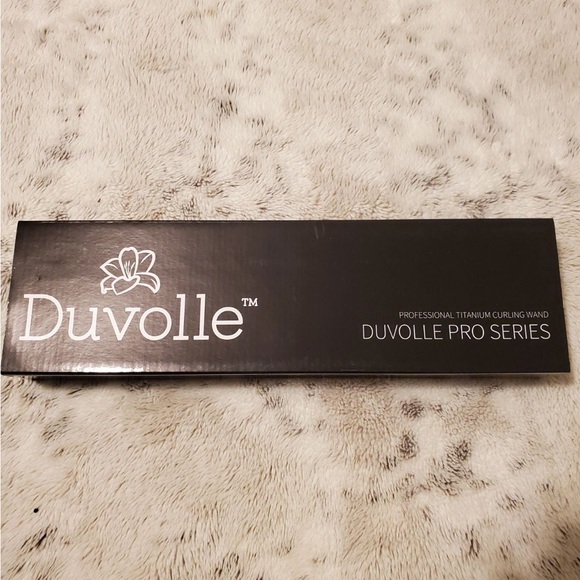 Duvolle™
PROFESSIONAL TITANIUM CURLING WAND
DUVOLLE PRO SERIES